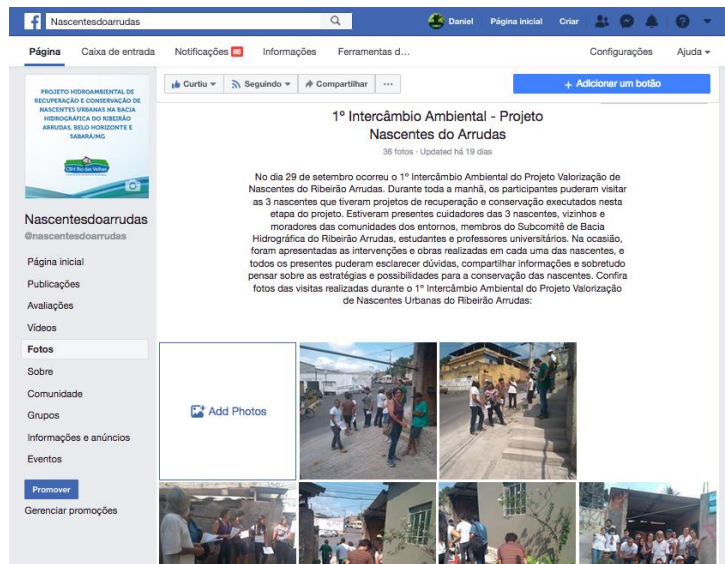 Nascentesdoarrudas
Daniel Página inicial Criar
Página Caixa de entrada Notificações 66 Informações Ferramentas d... Configurações Ajuda
PROJETO HIDROAMBIENTAL DE
RECUPERAÇÃO E CONSERVAÇÃO DE
NASCENTES URBANAS NA BACIA
HIDROGRÁFICA DO RIBEIRÃO
ARRUDAS, BELO HORIZONTE E
SABARÁ/MG
CBH Rio das Velhas
Nascentesdoarrudas
@nascentesdoarrudas
Página inicial
Publicações
Avaliações
Vídeos
Fotos
Sobre
Comunidade
Grupos
Informações e anúncios
Eventos
Promover
Gerenciar promoções
Curtiu Seguindo Compartilhar ...
+ Adicionar um botão
1º Intercâmbio Ambiental - Projeto
Nascentes do Arrudas
36 fotos · Updated há 19 dias
No dia 29 de setembro ocorreu o 1º Intercâmbio Ambiental do Projeto Valorização de
Nascentes do Ribeirão Arrudas. Durante toda a manhã, os participantes puderam visitar
as 3 nascentes que tiveram projetos de recuperação e conservação executados nesta
etapa do projeto. Estiveram presentes cuidadores das 3 nascentes, vizinhos e
moradores das comunidades dos entornos, membros do Subcomitê de Bacia
Hidrográfica do Ribeirão Arrudas, estudantes e professores universitários. Na ocasião,
foram apresentadas as intervenções e obras realizadas em cada uma das nascentes, e
todos os presentes puderam esclarecer dúvidas, compartilhar informações e sobretudo
pensar sobre as estratégias e possibilidades para a conservação das nascentes. Confira
fotos das visitas realizadas durante o 1º Intercâmbio Ambiental do Projeto Valorização
de Nascentes Urbanas do Ribeirão Arrudas:
Add Photos